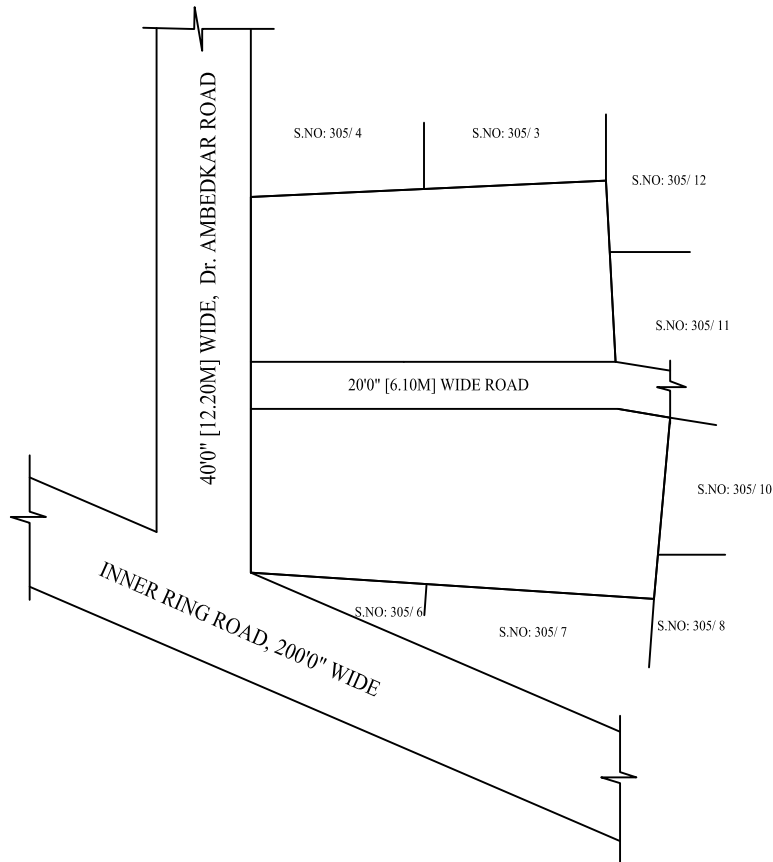 S.NO: 305/ 4
S.NO: 305/ 3
S.NO: 305/ 12
40'0" [12.20M] WIDE, Dr. AMBEDKAR ROAD
S.NO: 305/ 11
20'0" [6.10M] WIDE ROAD
S.NO: 305/ 10
INNER RING ROAD, 200'0" WIDE
S.NO: 305/ 6
S.NO: 305/ 7
S.NO: 305/ 8